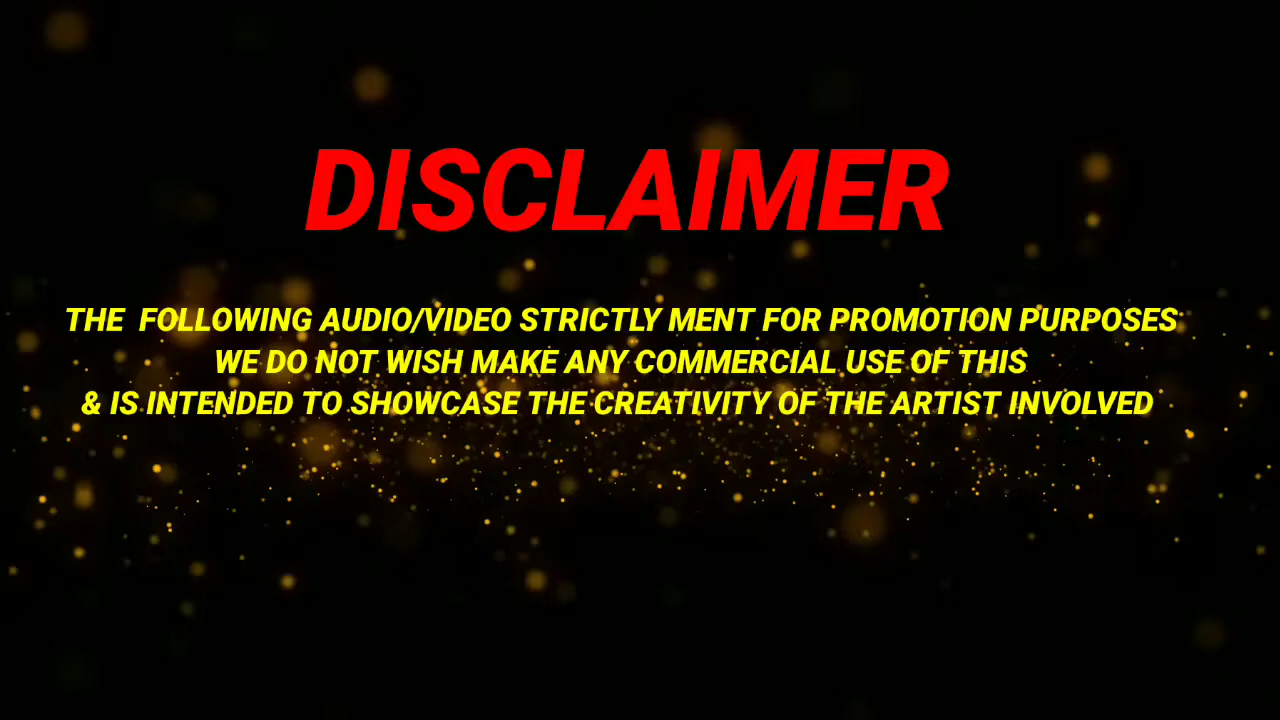 DISCLAIMER
THE FOLLOWING AUDIO/VIDEO STRICTLY MENT FOR PROMOTION PURPOSES
WE DO NOT WISH MAKE ANY COMMERCIAL USE OF THIS
& IS INTENDED TO SHOWCASE THE CREATIVITY OF THE ARTIST INVOLVED